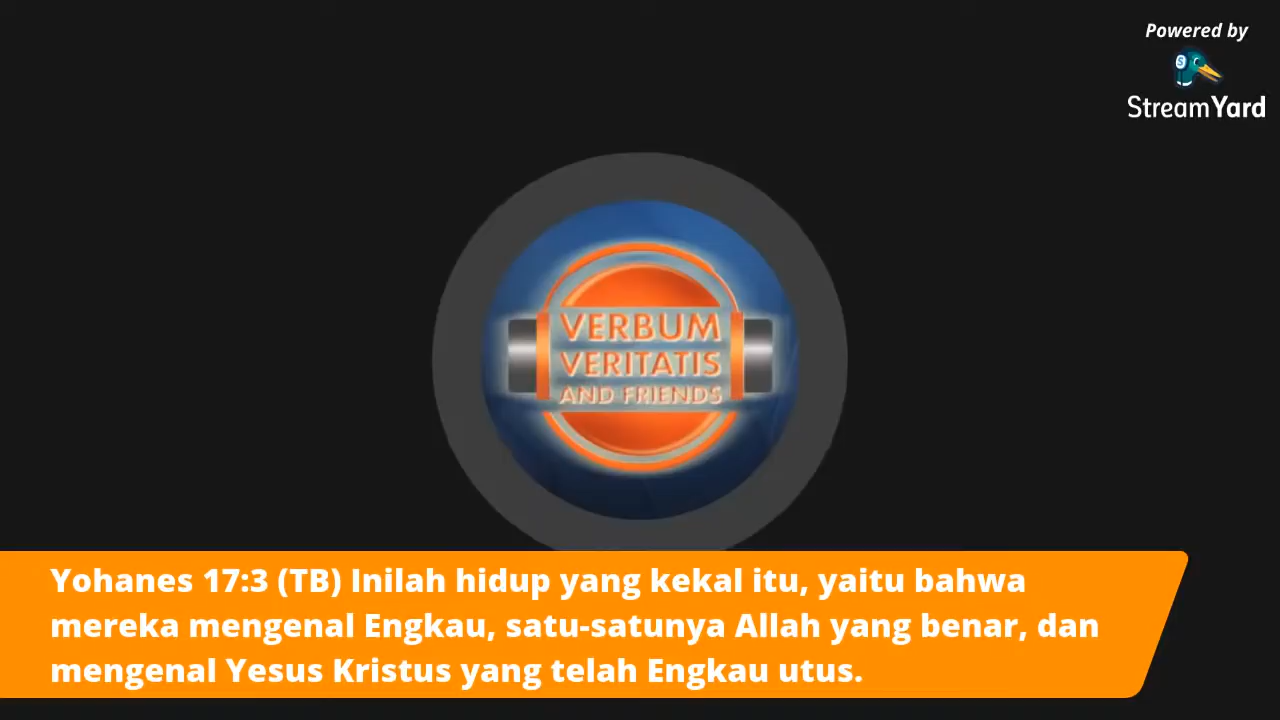 Powered by
StreamYard
VERBUM
VERITATIS
AND FRIENDS
Yohanes 17:3 (TB) Inilah hidup yang kekal itu, yaitu bahwa
mereka mengenal Engkau, satu-satunya Allah yang benar, dan
mengenal Yesus Kristus yang telah Engkau utus.